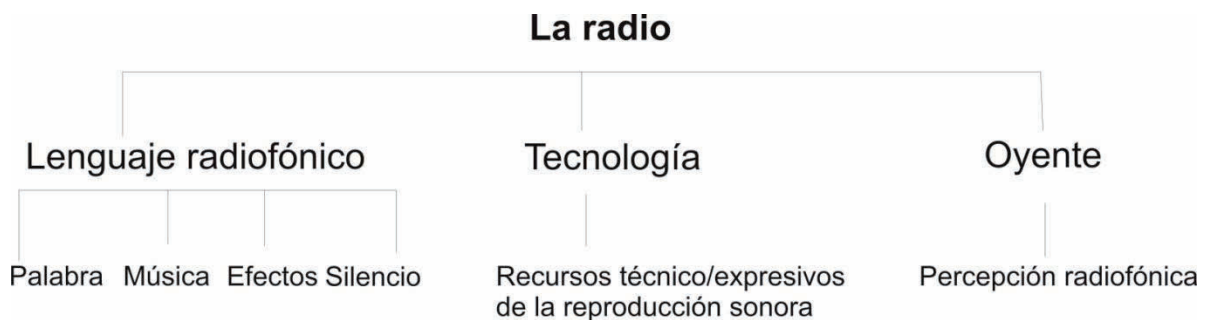 La radio
Lenguaje radiofónico
Tecnología
Oyente
Palabra
Música
Efectos
Silencio
Recursos técnico/expresivos
de la reproducción sonora
Percepción radiofónica